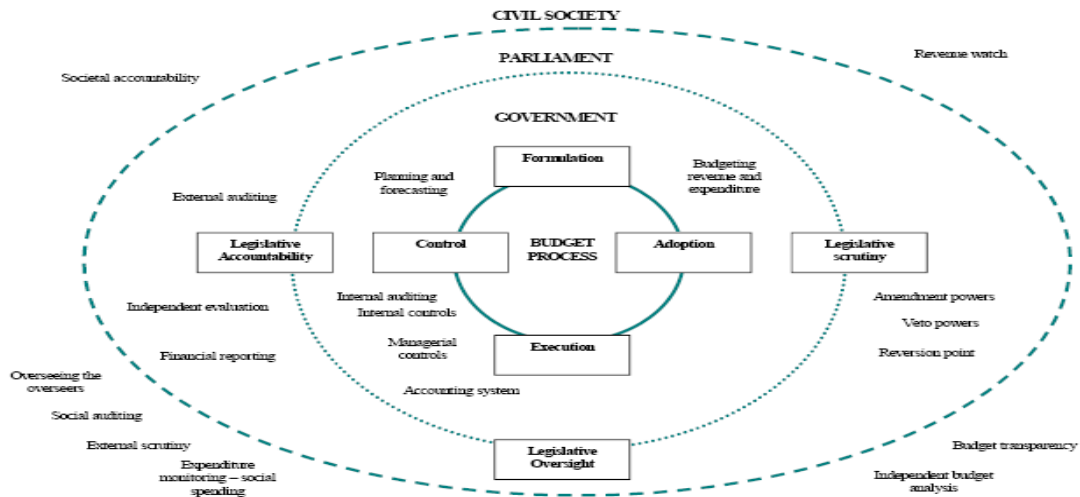 CIVIL SOCIETY
Revenue watch
PARLIAMENT
Societal accountability
GOVERNMENT
Formulation
Planning and
forecasting
Budgeting
revenue and
expenditure
External auditing
Legislative
Accountability
Control
BUDGET
PROCESS
Adoption
Legislative
scrutiny
Independent evaluation
Internal auditing
Internal controls
Amendment powers
Veto powers
Financial reporting
Managerial
controls
Execution
Reversion point
Overseeing the
overseers
Accounting system
Social auditing
External scrutiny
Legislative
Oversight
Budget transparency
Expenditure
monitoring – social
spending
Independent budget
analysis